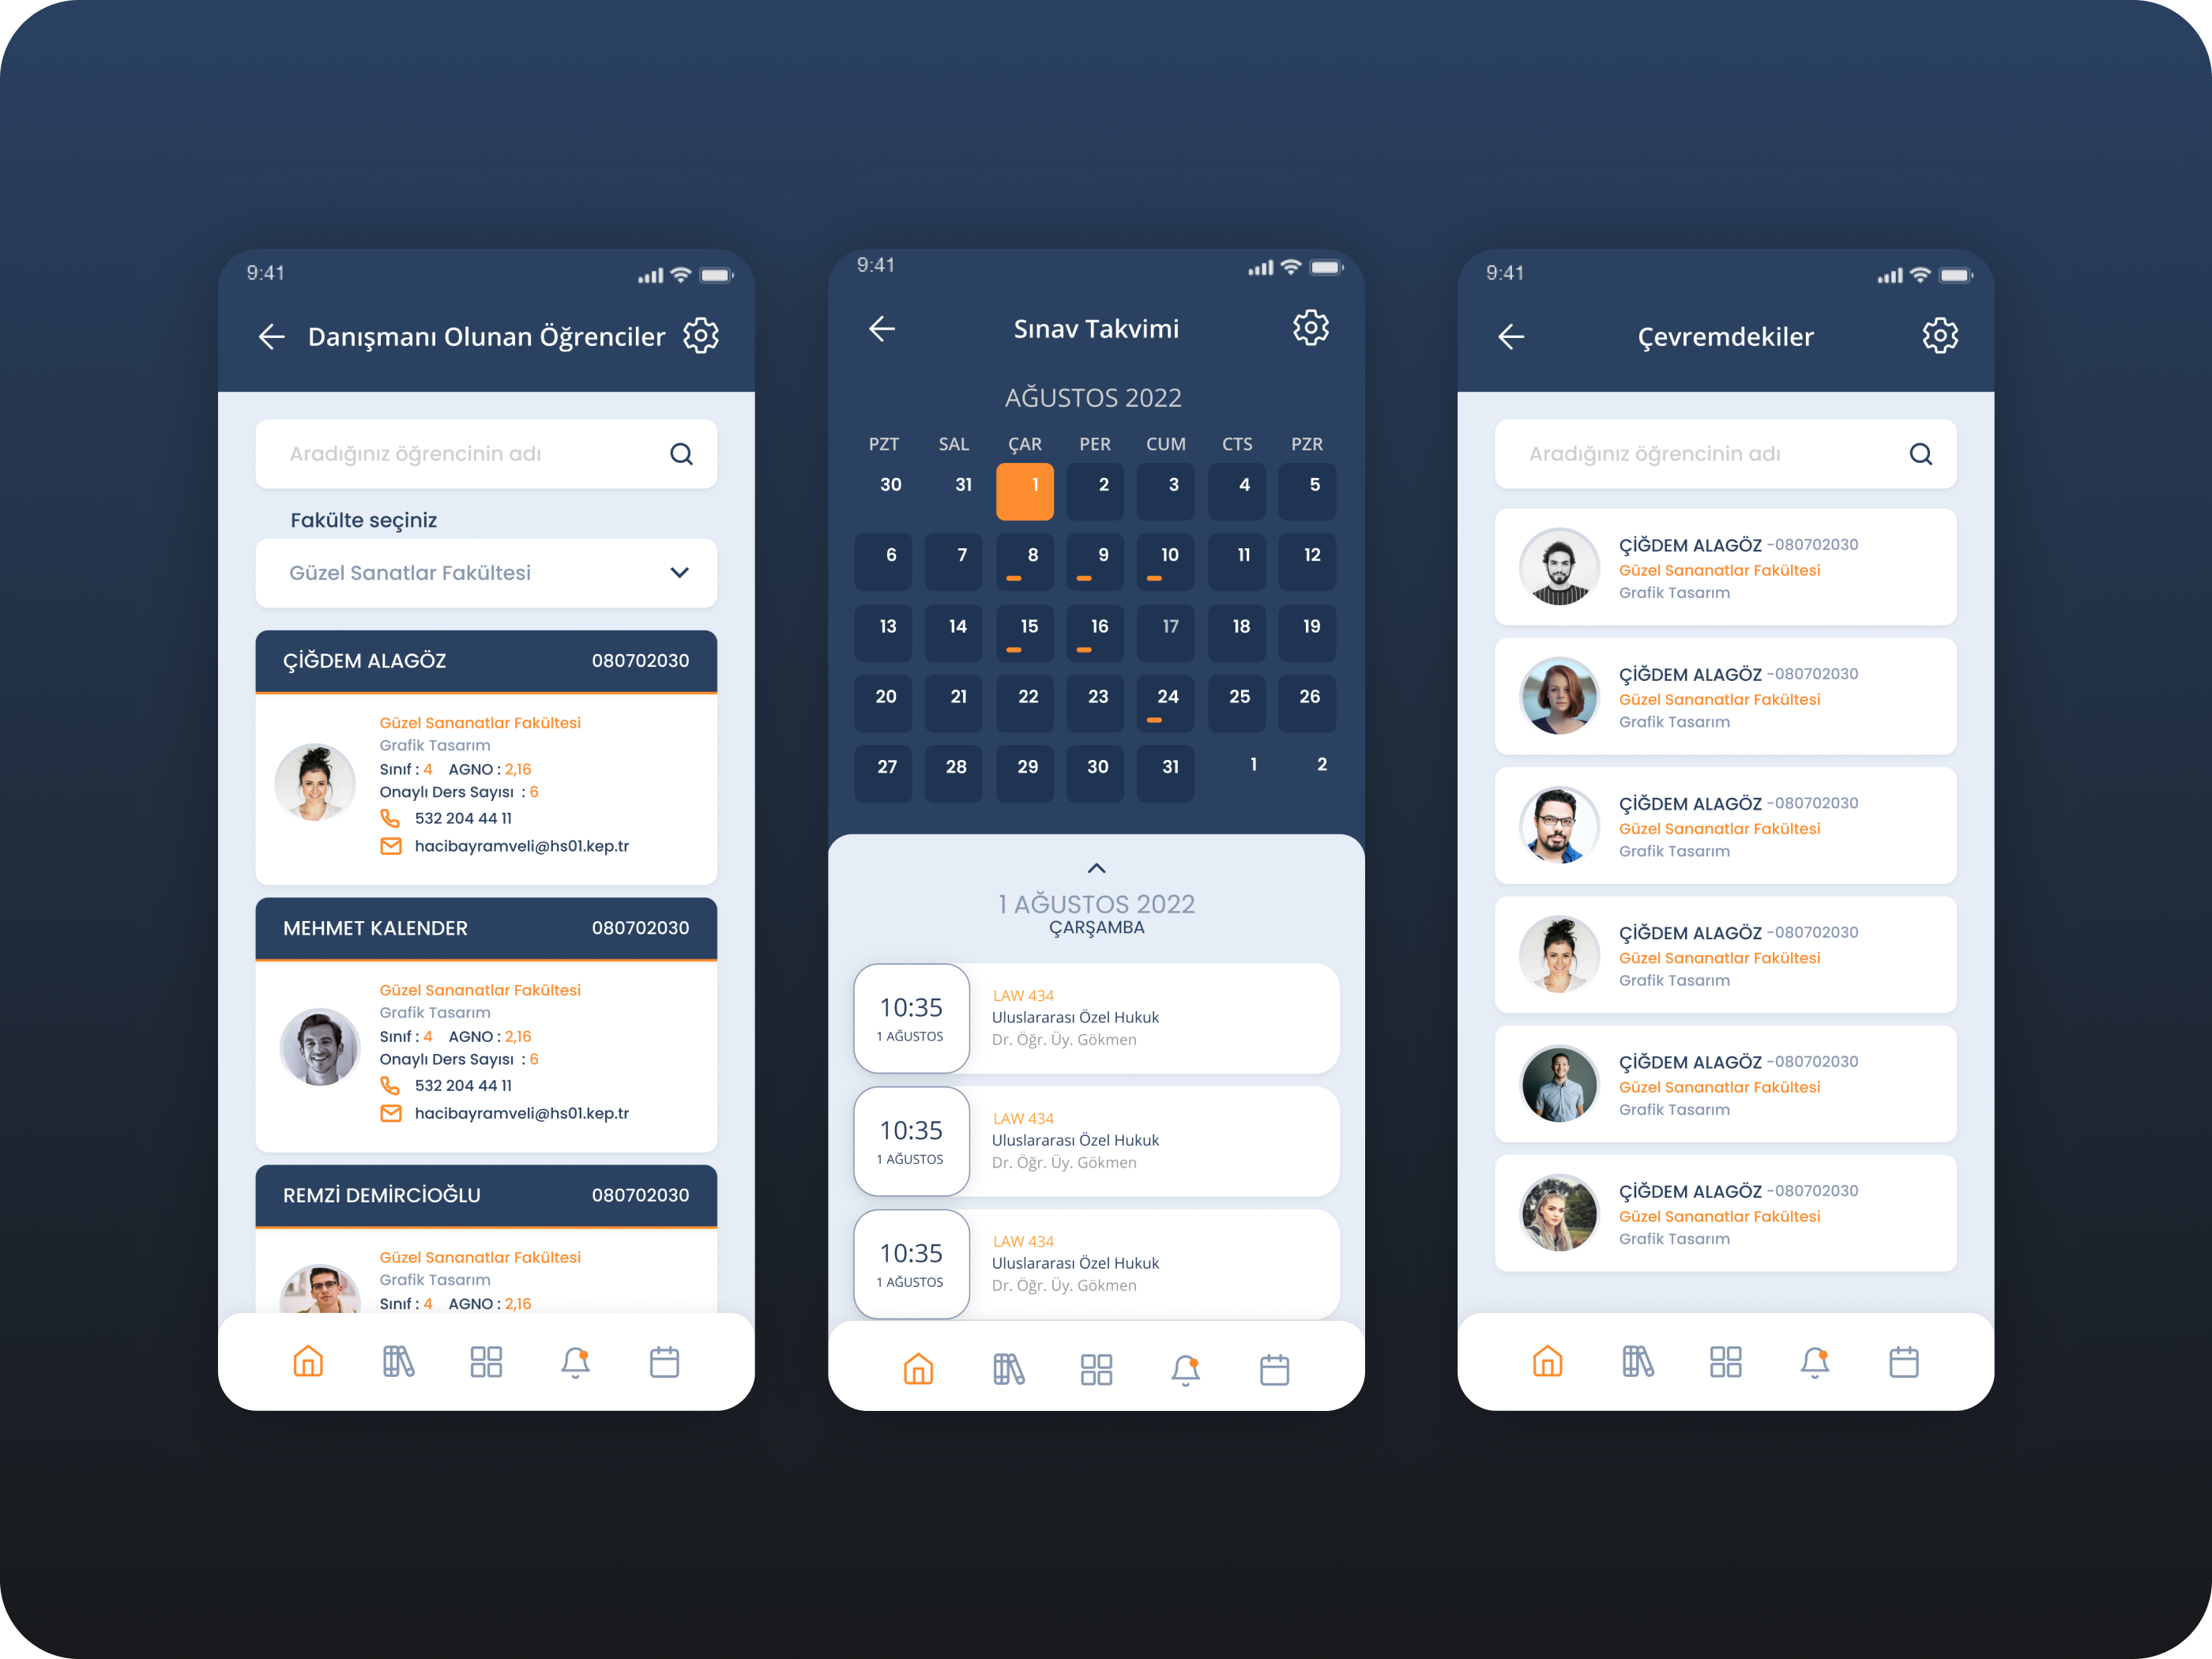 9:41
Danışmanı Olunan Öğrenciler
Aradığınız öğrencinin adı
Fakülte seçiniz
Güzel Sanatlar Fakültesi
ÇİĞDEM ALAGÖZ 080702030
Güzel Sananatlar Fakültesi
Grafik Tasarım
Sınıf : 4 AGNO : 2,16
Onaylı Ders Sayısı : 6
532 204 44 11
hacibayramveli@hs01.kep.tr
MEHMET KALENDER 080702030
Güzel Sananatlar Fakültesi
Grafik Tasarım
Sınıf : 4 AGNO : 2,16
Onaylı Ders Sayısı : 6
532 204 44 11
hacibayramveli@hs01.kep.tr
REMZİ DEMİRCİOĞLU 080702030
Güzel Sananatlar Fakültesi
Grafik Tasarım
Sınıf : 4 AGNO : 2,16
9:41
Sınav Takvimi
AĞUSTOS 2022
PZT SAL ÇAR PER CUM CTS PZR
30 31 1 2 3 4 5
6 7 8 9 10 11 12
13 14 15 16 17 18 19
20 21 22 23 24 25 26
27 28 29 30 31 1 2
1 AĞUSTOS 2022
ÇARŞAMBA
10:35
1 AĞUSTOS
LAW 434
Uluslararası Özel Hukuk
Dr. Öğr. Üy. Gökmen
10:35
1 AĞUSTOS
LAW 434
Uluslararası Özel Hukuk
Dr. Öğr. Üy. Gökmen
10:35
1 AĞUSTOS
LAW 434
Uluslararası Özel Hukuk
Dr. Öğr. Üy. Gökmen
9:41
Çevremdekiler
Aradığınız öğrencinin adı
ÇİĞDEM ALAGÖZ -080702030
Güzel Sananatlar Fakültesi
Grafik Tasarım
ÇİĞDEM ALAGÖZ -080702030
Güzel Sananatlar Fakültesi
Grafik Tasarım
ÇİĞDEM ALAGÖZ -080702030
Güzel Sananatlar Fakültesi
Grafik Tasarım
ÇİĞDEM ALAGÖZ -080702030
Güzel Sananatlar Fakültesi
Grafik Tasarım
ÇİĞDEM ALAGÖZ -080702030
Güzel Sananatlar Fakültesi
Grafik Tasarım
ÇİĞDEM ALAGÖZ -080702030
Güzel Sananatlar Fakültesi
Grafik Tasarım